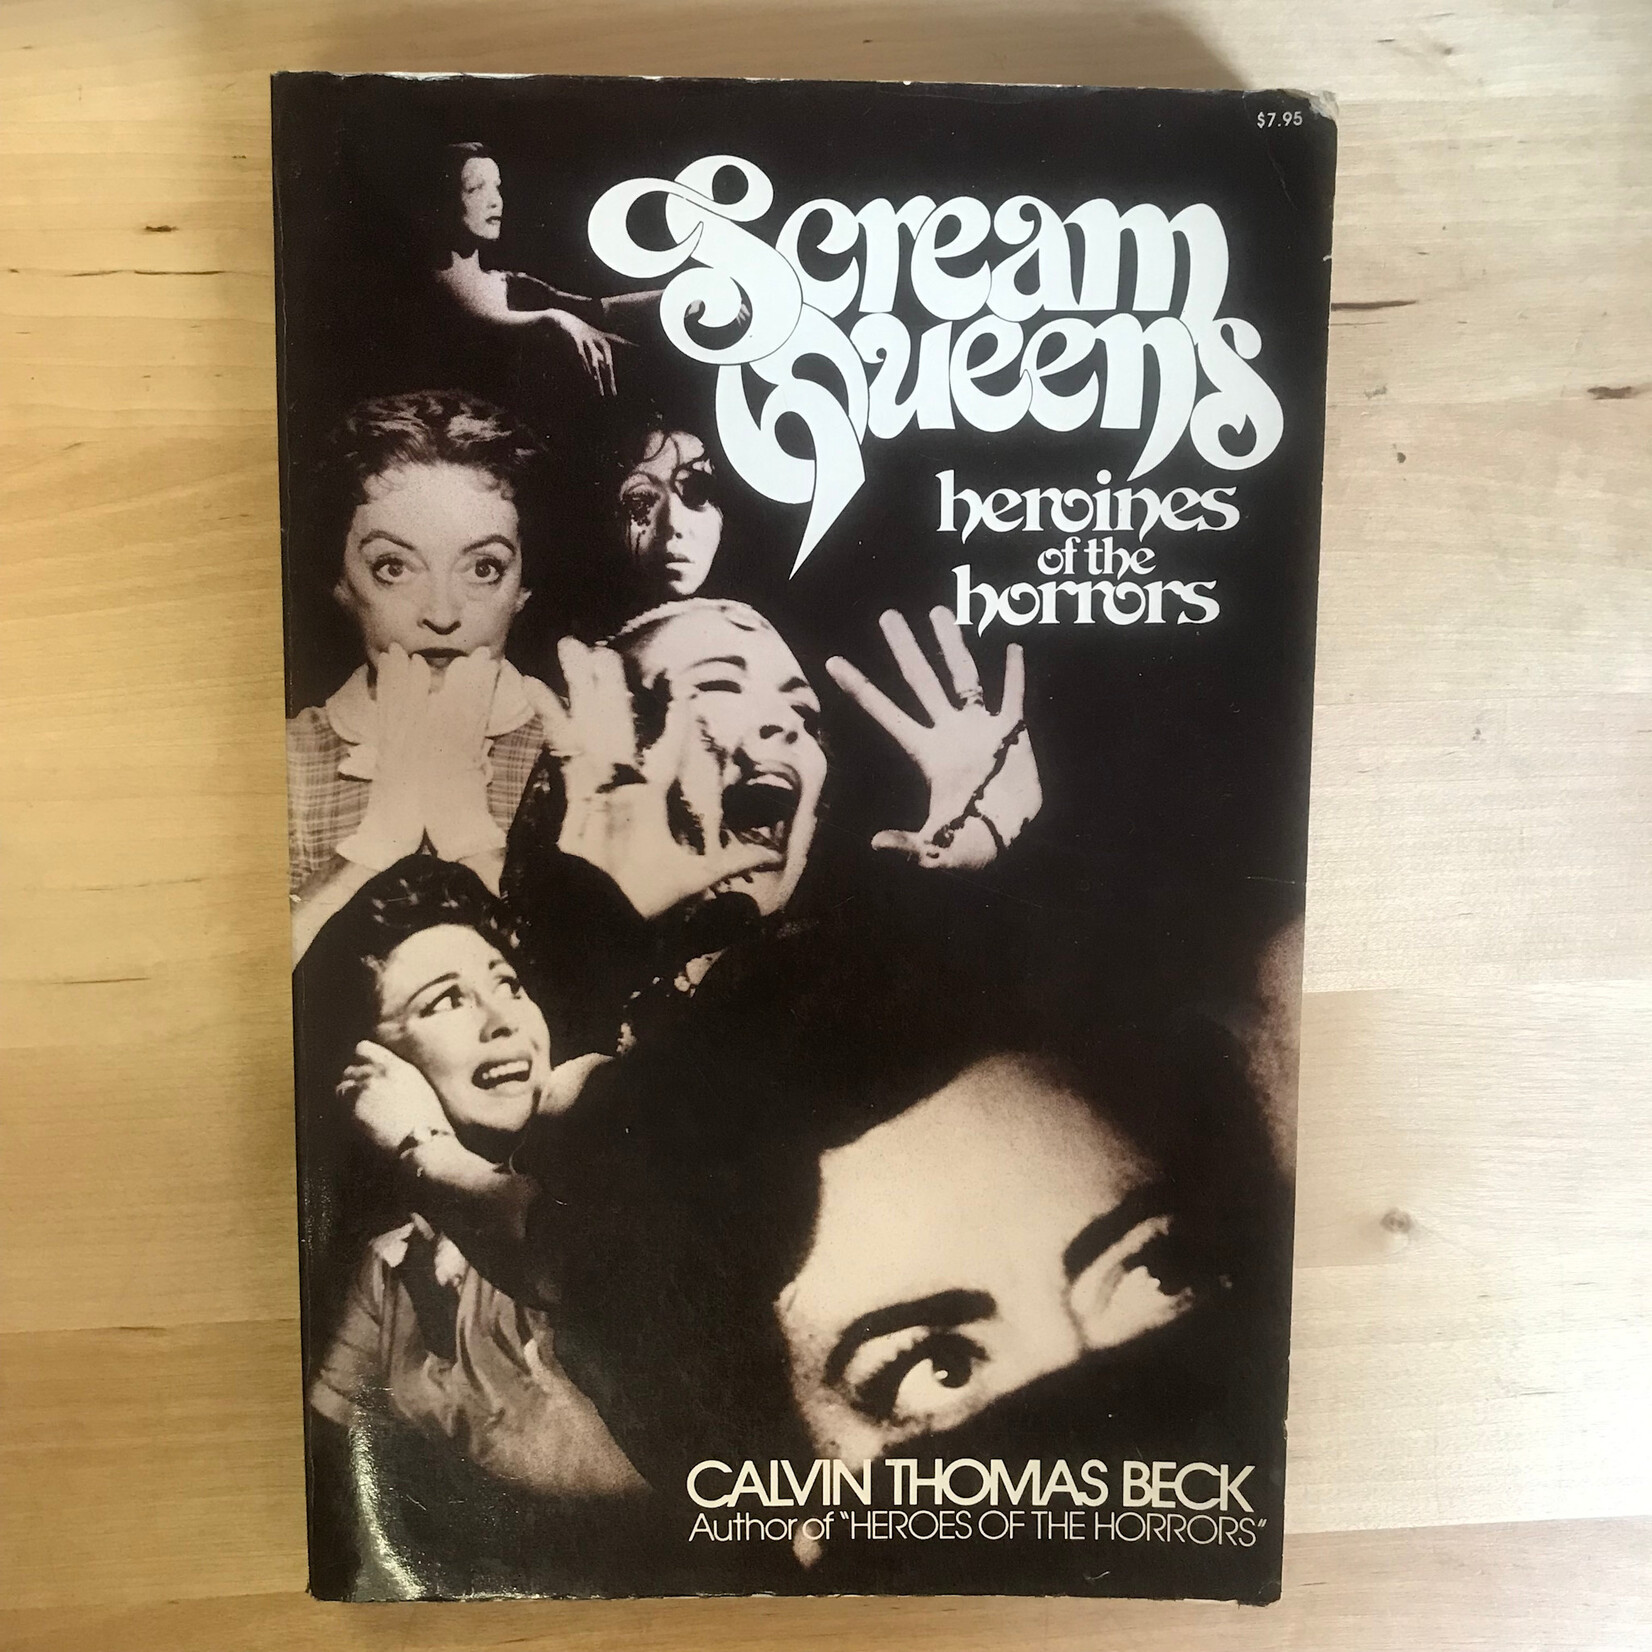 $7.95
Scream
Queens
heroines
of the
horrors
CALVIN THOMAS BECK
Author of "HEROES OF THE HORRORS"